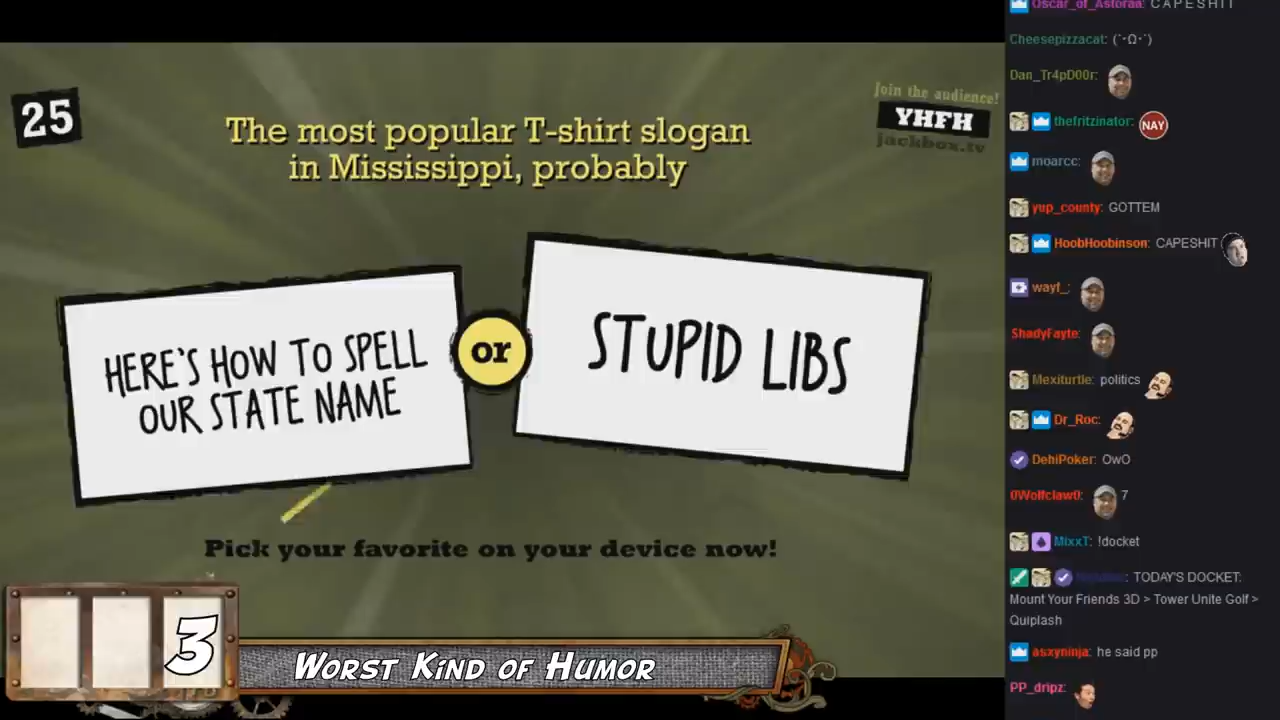 25
The most popular T-shirt slogan
in Mississippi, probably
Join the audience!
YHFH
jackbox.tv
HERE'S HOW TO SPELL
OUR STATE NAME
or
STUPID LIBS
Pick your favorite on your device now!
3
WORST KIND OF HUMOR
Oscar_of_Astoraa: C A P E S H I T
Cheesepizzacat: (´･Ω･`)
Dan_Tr4pD00r:
thefritzinator: NAY
moarcc:
yup_county: GOTTEM
HoobHoobinson: CAPESHIT
wayf_:
ShadyFayte:
Mexiturtle: politics
Dr_Roc:
DehiPoker: OwO
0Wolfclaw0: 7
MixxT: !docket
: TODAY'S DOCKET:
Mount Your Friends 3D > Tower Unite Golf >
Quiplash
asxyninja: he said pp
PP_dripz: